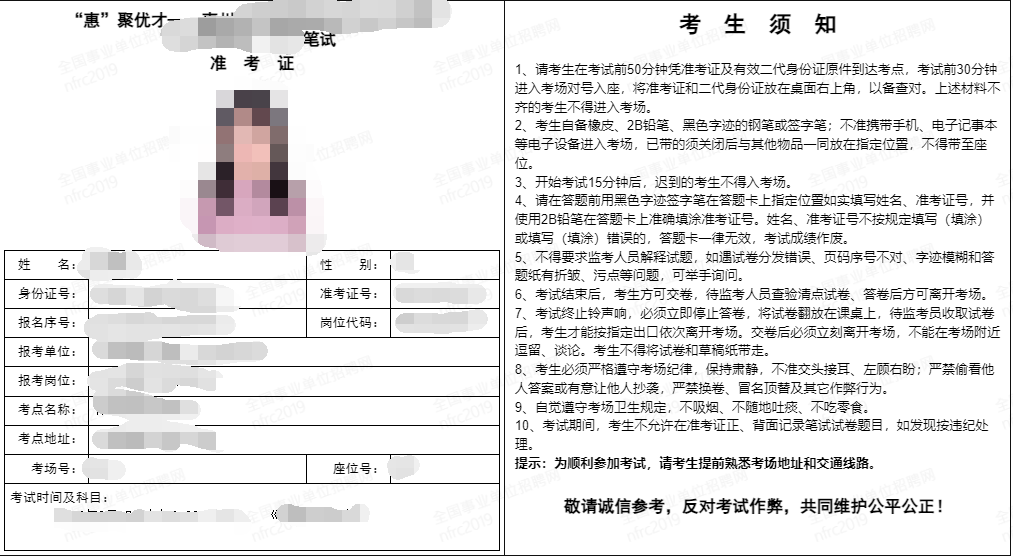 “惠”聚优才
笔试
准 考 证
姓 名：
性 别：
身份证号：
准考证号：
报名序号：
岗位代码：
报考单位：
报考岗位：
考点名称：
考点地址：
考场号：
座位号：
考试时间及科目：
考 生 须 知
1、请考生在考试前50分钟凭准考证及有效二代身份证原件到达考点，考试前30分钟
进入考场对号入座，将准考证和二代身份证放在桌面右上角，以备查对。上述材料不
齐的考生不得进入考场。
2、考生自备橡皮、2B铅笔、黑色字迹的钢笔或签字笔；不准携带手机、电子记事本
等电子设备进入考场，已带的须关闭后与其他物品一同放在指定位置，不得带至座
位。
3、开始考试15分钟后，迟到的考生不得入考场。
4、请在答题前用黑色字迹签字笔在答题卡上指定位置如实填写姓名、准考证号，并
使用2B铅笔在答题卡上准确填涂准考证号。姓名、准考证号不按规定填写（填涂）
或填写（填涂）错误的，答题卡一律无效，考试成绩作废。
5、不得要求监考人员解释试题，如遇试卷分发错误、页码序号不对、字迹模糊和答
题纸有折皱、污点等问题，可举手询问。
6、考试结束后，考生方可交卷，待监考人员查验清点试卷、答卷后方可离开考场。
7、考试终止铃声响，必须立即停止答卷，将试卷翻放在课桌上，待监考员收取试卷
后，考生才能按指定出口依次离开考场。交卷后必须立刻离开考场，不能在考场附近
逗留、谈论。考生不得将试卷和草稿纸带走。
8、考生必须严格遵守考场纪律，保持肃静，不准交头接耳、左顾右盼；严禁偷看他
人答案或有意让他人抄袭，严禁换卷、冒名顶替及其它作弊行为。
9、自觉遵守考场卫生规定，不吸烟、不随地吐痰、不吃零食。
10、考试期间，考生不允许在准考证正、背面记录笔试试卷题目，如发现按违纪处
理。
提示：为顺利参加考试，请考生提前熟悉考场地址和交通线路。
敬请诚信参考，反对考试作弊，共同维护公平公正！
全国事业单位招聘网
nfrc2019